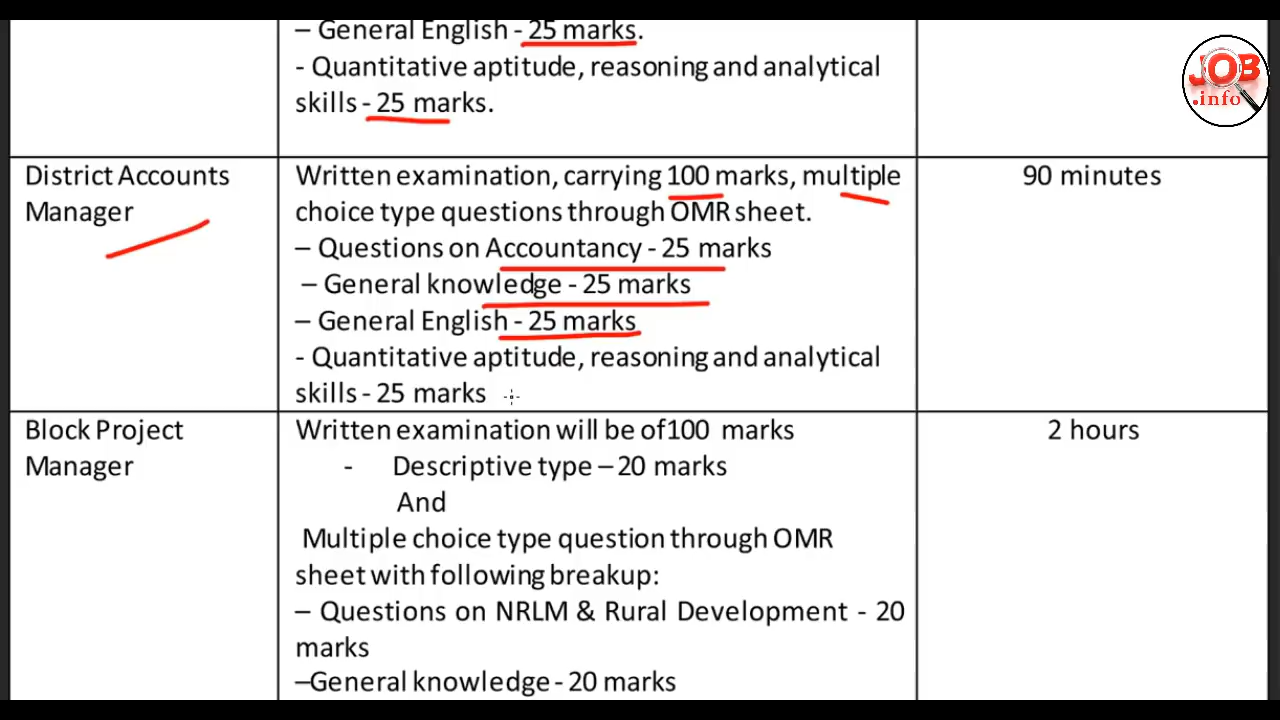 – General English - 25 marks.
- Quantitative aptitude, reasoning and analytical
skills - 25 marks.
JOB
.info
District Accounts
Manager
Written examination, carrying 100 marks, multiple
choice type questions through OMR sheet.
– Questions on Accountancy - 25 marks
– General knowledge - 25 marks
– General English - 25 marks
- Quantitative aptitude, reasoning and analytical
skills - 25 marks
90 minutes
Block Project
Manager
Written examination will be of100 marks
- Descriptive type – 20 marks
And
Multiple choice type question through OMR
sheet with following breakup:
– Questions on NRLM & Rural Development - 20
marks
–General knowledge - 20 marks
2 hours